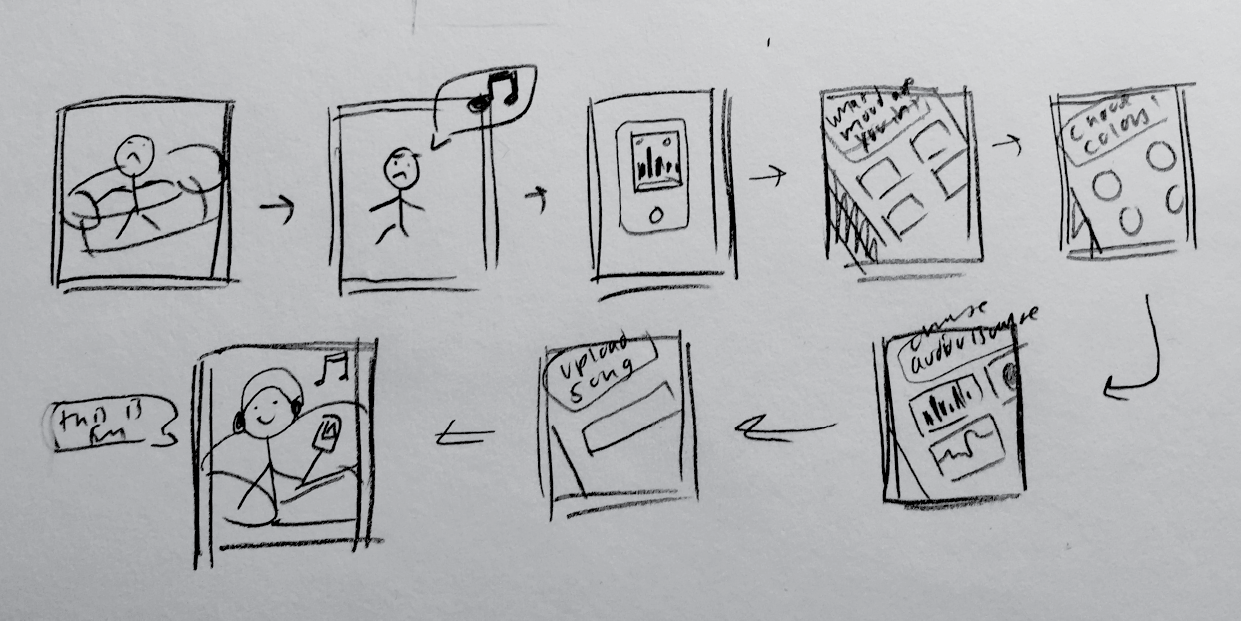 what
mood are
you in?
choose
colors!
choose
audio source
upload
song
this is
fun